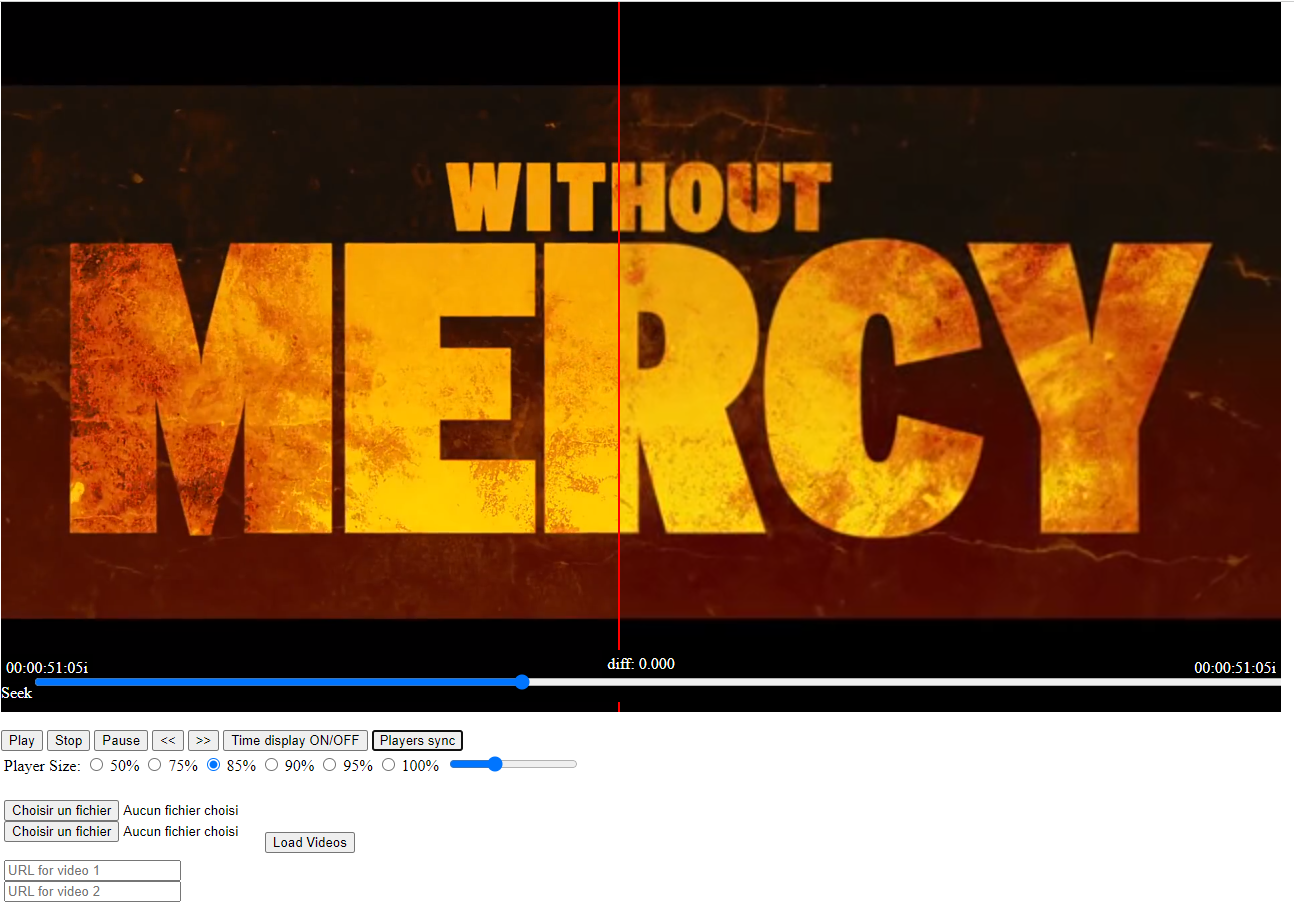 WITHOUT
MERCY
00:00:51:05i diff: 0.000 00:00:51:05i
Seek
Play Stop Pause << >> Time display ON/OFF Players sync
Player Size: 50% 75% 85% 90% 95% 100%
Choisir un fichier Aucun fichier choisi
Choisir un fichier Aucun fichier choisi
Load Videos
URL for video 1
URL for video 2